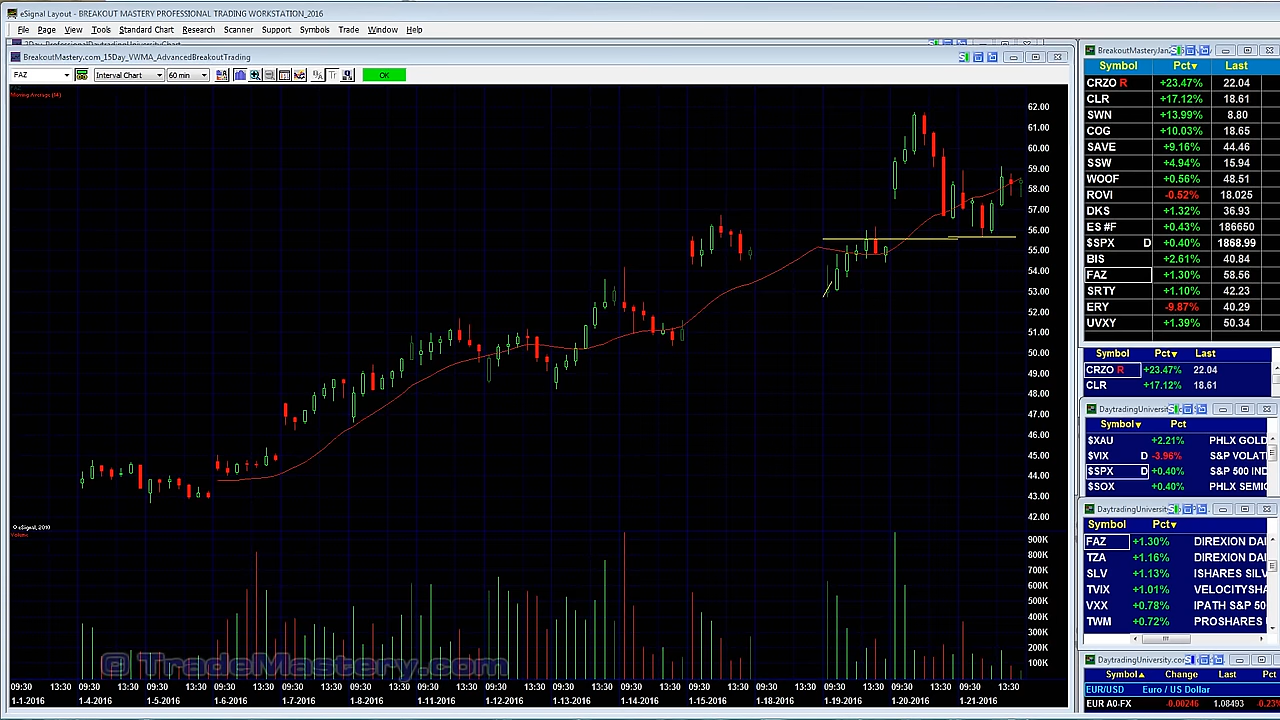 eSignal Layout - BREAKOUT MASTERY PROFESSIONAL TRADING WORKSTATION_2016
File Page View Tools Standard Chart Research Scanner Support Symbols Trade Window Help
BreakoutMastery.com_15Day_VWMA_AdvancedBreakoutTrading
FAZ Interval Chart 60 min OK
Moving Average (14)
62.00
61.00
59.00
58.00
57.00
56.00
55.00
54.00
53.00
52.00
51.00
50.00
49.00
48.00
47.00
46.00
45.00
44.00
43.00
42.00
© eSignal, 2010
Volume
900K
800K
700K
600K
500K
400K
300K
200K
100K
© TradeMastery.com
09:30 13:30 09:30 13:30 09:30 13:30 09:30 13:30 09:30 13:30 09:30 13:30 09:30 13:30 09:30 13:30 09:30 13:30 09:30 13:30 09:30 13:30 09:30 13:30 09:30 13:30 09:30 13:30 09:30 13:30
1-1-2016 1-4-2016 1-6-2016 1-7-2016 1-8-2016 1-11-2016 1-12-2016 1-13-2016 1-15-2016 1-18-2016 1-19-2016 1-20-2016 1-21-2016
BreakoutMasteryJan
Symbol Pct Last
CRZO R +23.47% 22.04
CLR +17.12% 18.61
SWN +13.99% 8.80
COG +10.03% 18.65
SAVE +9.16% 44.46
SSW +4.94% 15.94
WOOF +0.56% 48.51
ROVI -0.52% 18.025
DKS +1.32% 36.93
ES #F +0.43% 186650
$SPX D +0.40% 1868.99
BIS +2.61% 40.84
FAZ +1.30% 58.56
SRTY +1.10% 42.23
ERY -9.87% 40.29
UVXY +1.39% 50.34
Symbol Pct Last
CRZO R +23.47% 22.04
CLR +17.12% 18.61
DaytradingUniversit
Symbol Pct
$XAU +2.21% PHLX GOLD
$VIX D -3.96% S&P VOLAT
$SPX D +0.40% S&P 500 IND
$SOX +0.40% PHLX SEMIC
DaytradingUniversit
Symbol Pct
FAZ +1.30% DIREXION DAI
TZA +1.16% DIREXION DAI
SLV +1.13% ISHARES SILV
TVIX +1.01% VELOCITYSHA
VXX +0.78% IPATH S&P 50
TWM +0.72% PROSHARES
DaytradingUniversity.com
Symbol Change Last Pct
EUR/USD Euro / US Dollar
EUR A0-FX -0.00246 1.08493 -0.23